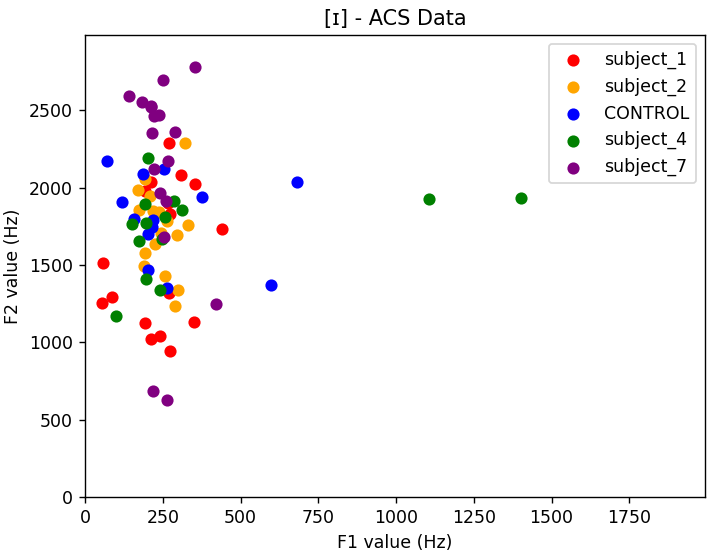 [ɪ] - ACS Data
subject_1
subject_2
CONTROL
subject_4
subject_7
F2 value (Hz)
2500
2000
1500
1000
500
0
0 250 500 750 1000 1250 1500 1750
F1 value (Hz)